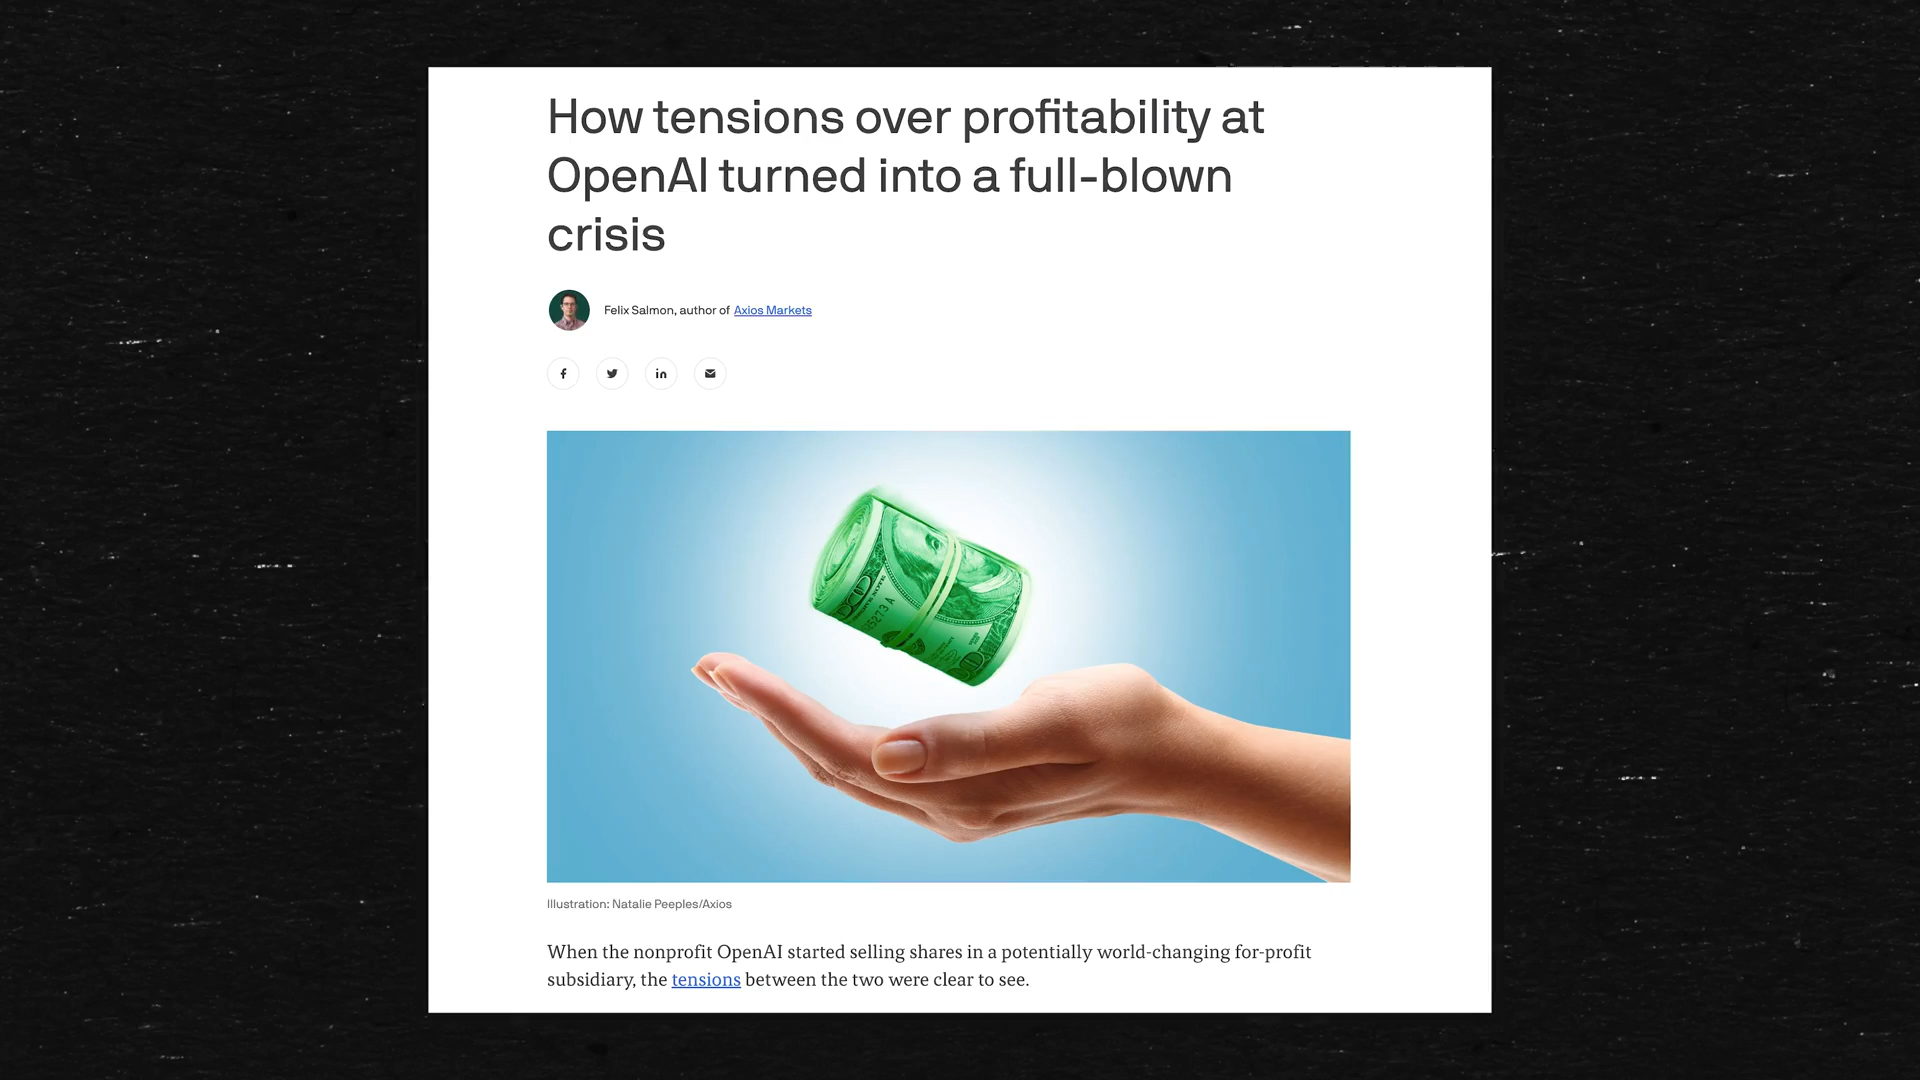 How tensions over profitability at
OpenAI turned into a full-blown
crisis
Felix Salmon, author of Axios Markets
Illustration: Natalie Peeples/Axios
When the nonprofit OpenAI started selling shares in a potentially world-changing for-profit
subsidiary, the tensions between the two were clear to see.